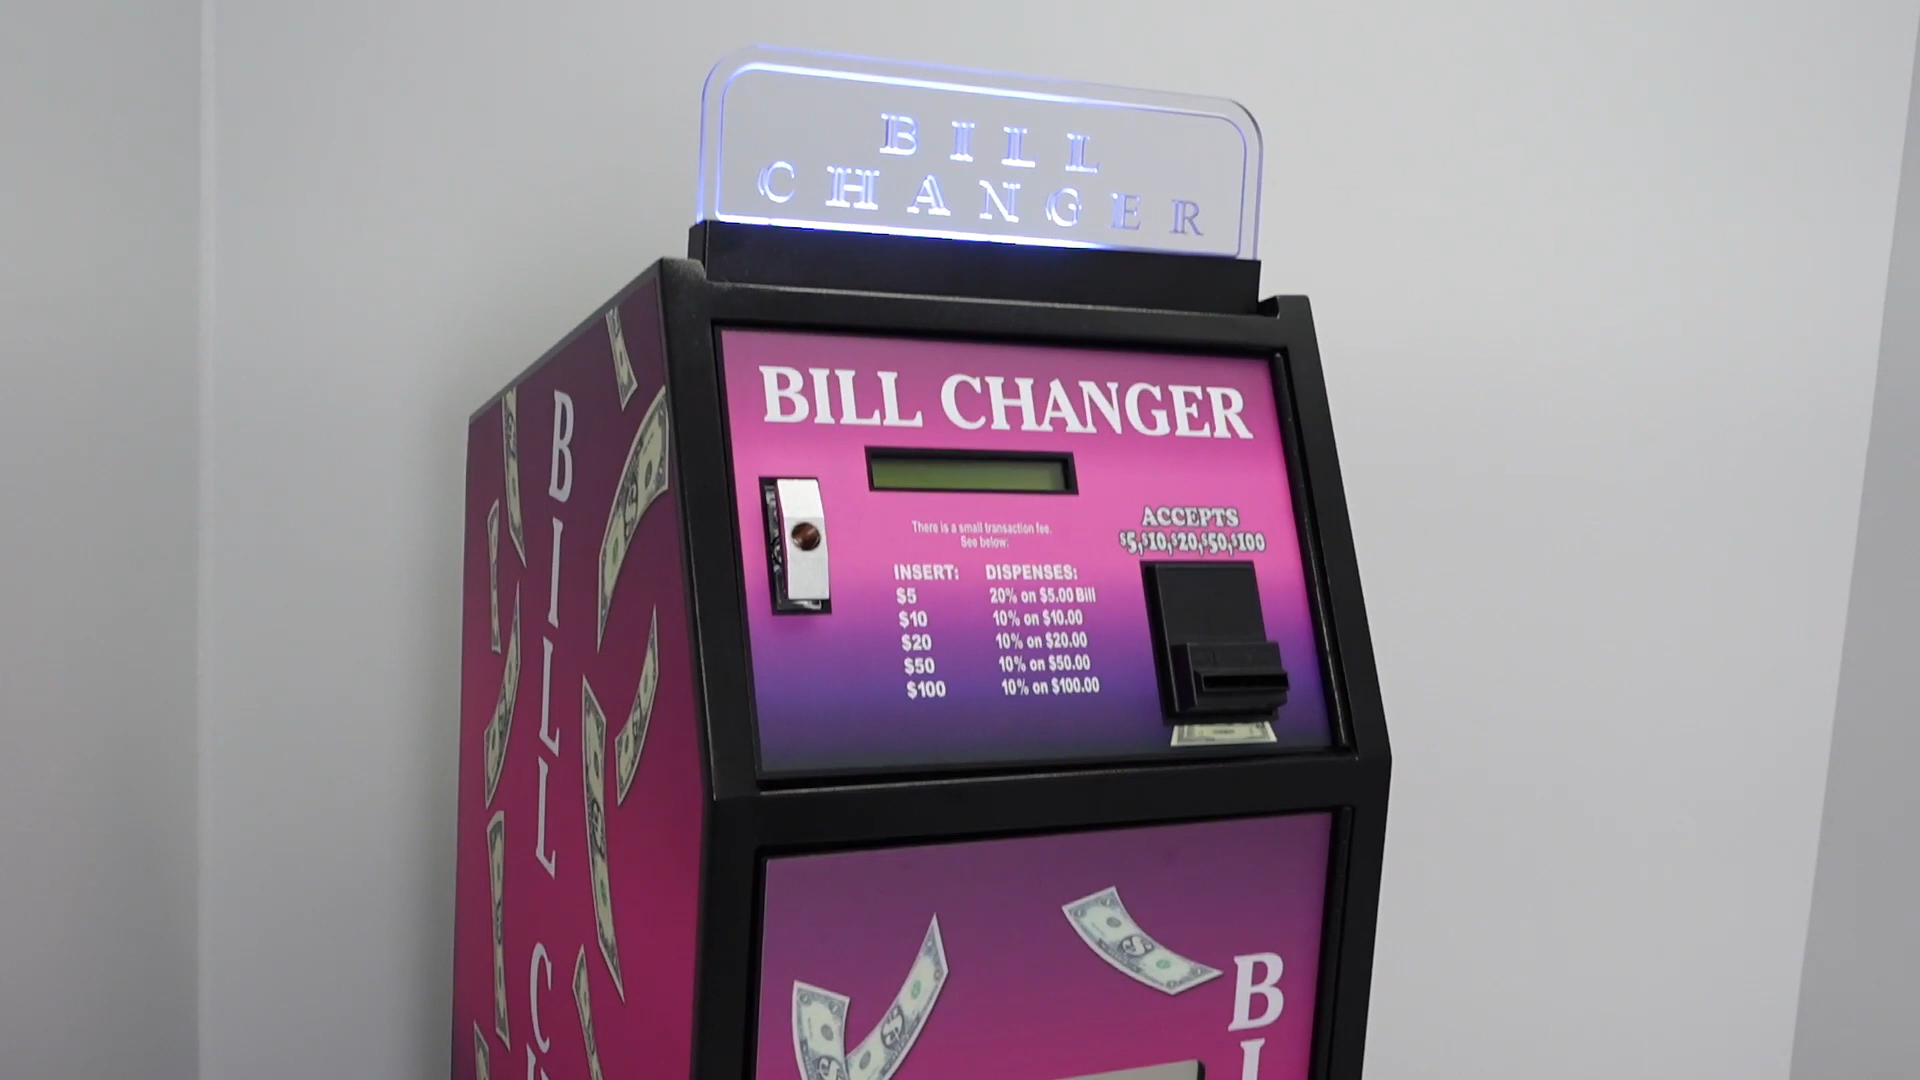 BILL
CHANGER
BILL CHANGER
There is a small transaction fee.
See below:
INSERT: DISPENSES:
$5 20% on $5.00 Bill
$10 10% on $10.00
$20 10% on $20.00
$50 10% on $50.00
$100 10% on $100.00
ACCEPTS
$5,$10,$20,$50,$100
BILL C
B